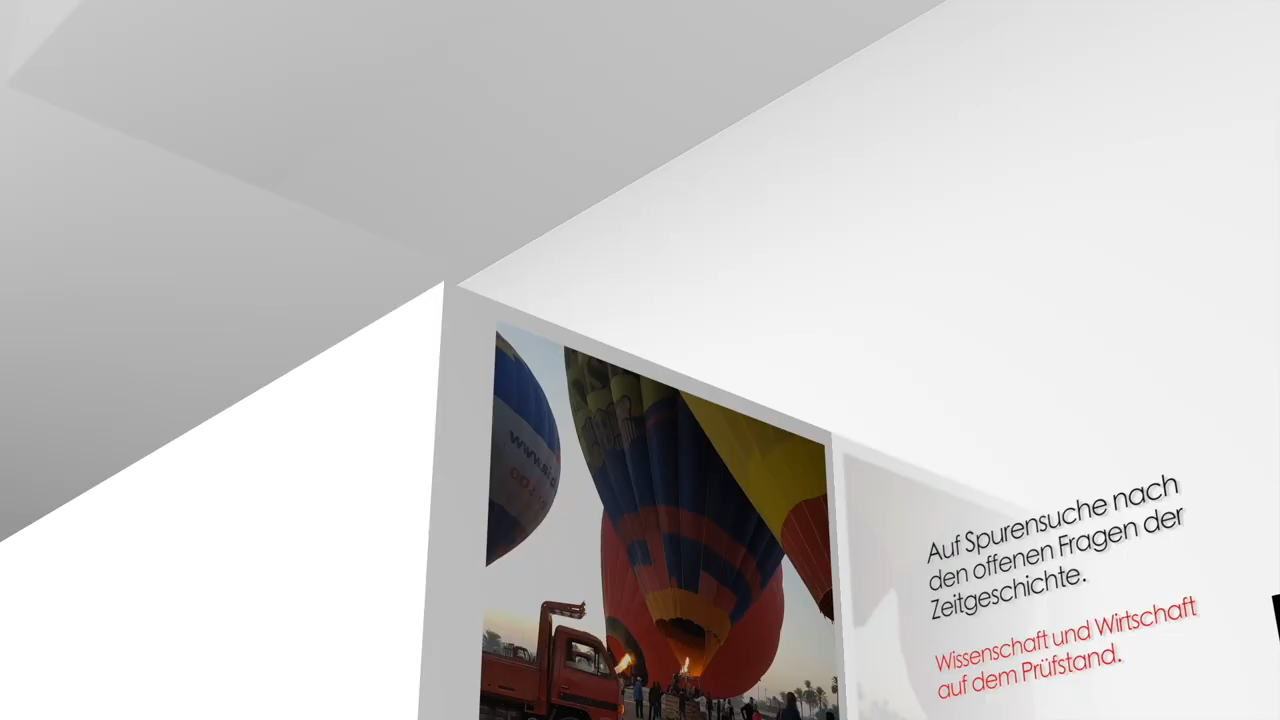 Auf Spurensuche nach
den offenen Fragen der
Zeitgeschichte.
Wissenschaft und Wirtschaft
auf dem Prüfstand.